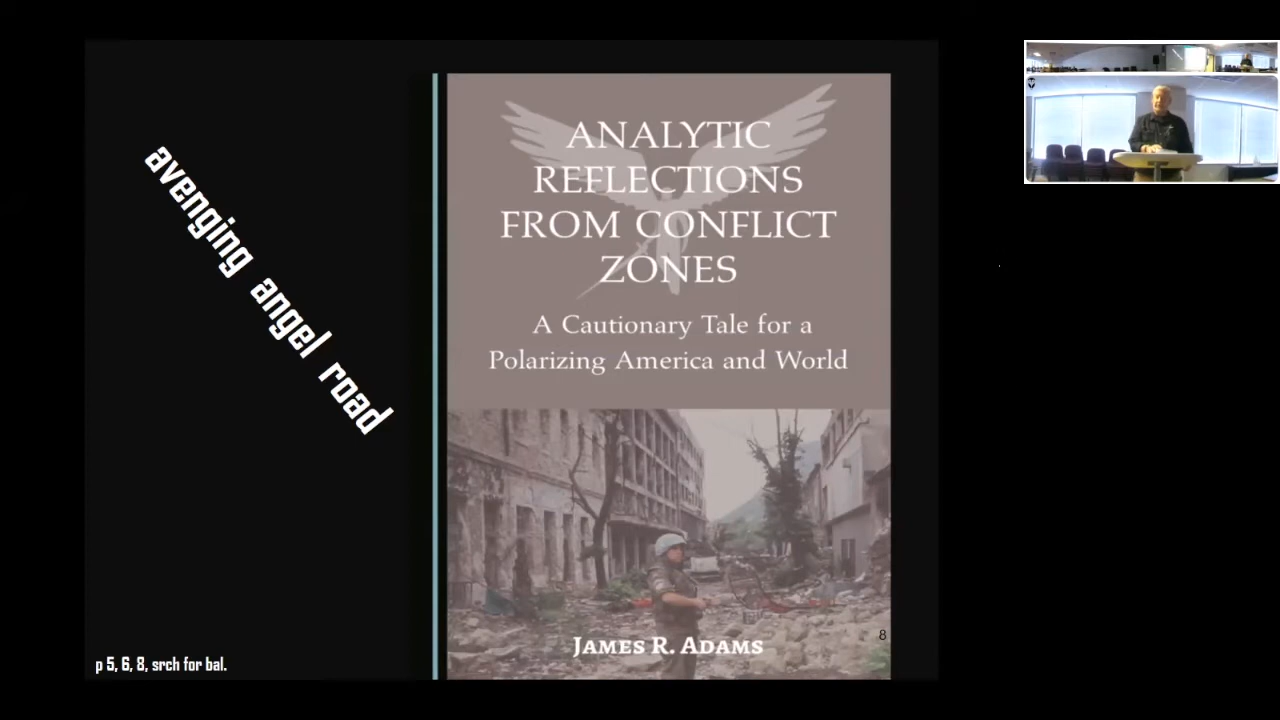 avenging angel road
ANALYTIC
REFLECTIONS
FROM CONFLICT
ZONES
A Cautionary Tale for a
Polarizing America and World
JAMES R. ADAMS
8
p 5, 6, 8, srch for bal.